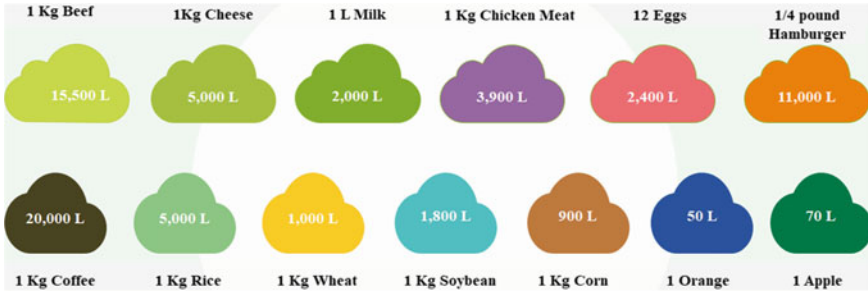 1 Kg Beef 1Kg Cheese 1 L Milk 1 Kg Chicken Meat 12 Eggs 1/4 pound
Hamburger
15,500 L 5,000 L 2,000 L 3,900 L 2,400 L 11,000 L
20,000 L 5,000 L 1,000 L 1,800 L 900 L 50 L 70 L
1 Kg Coffee 1 Kg Rice 1 Kg Wheat 1 Kg Soybean 1 Kg Corn 1 Orange 1 Apple